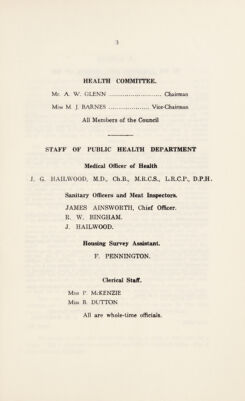 3
HEALTH COMMITTEE.
Mr. A. W. GLENN .......................... Chairman
Miss M. J. BARNES .................... Vice-Chairman
All Members of the Council
STAFF OF PUBLIC HEALTH DEPARTMENT
Medical Officer of Health
J. G. HAILWOOD, M.D., Ch.B., M.R.C.S., L.R.C.P., D.P.H.
Sanitary Officers and Meat Inspectors.
JAMES AINSWORTH, Chief Officer.
R. W. BINGHAM.
J. HAILWOOD.
Housing Survey Assistant.
F. PENNINGTON.
Clerical Staff.
Miss P. McKENZIE
Miss B. DUTTON
All are whole-time officials.